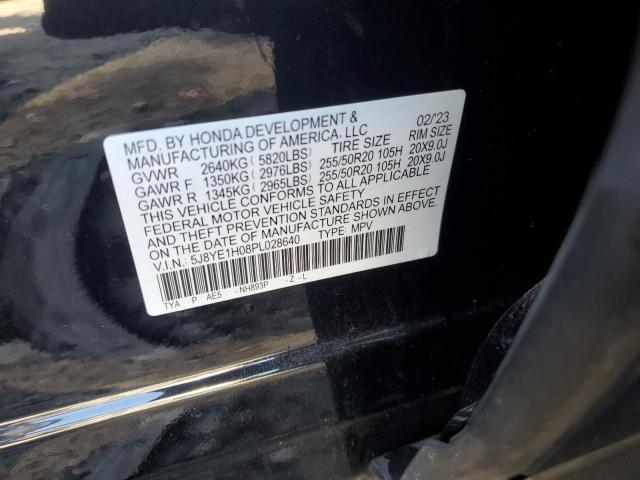 MFD. BY HONDA DEVELOPMENT & 02/'23
MANUFACTURING OF AMERICA, LLC
TIRE SIZE RIM SIZE
GVWR 2640KG( 5820LBS)
GAWR F 1350KG( 2976LBS) 255/50R20 105H 20X9.0J
GAWR R 1345KG( 2965LBS) 255/50R20 105H 20X9.0J
THIS VEHICLE CONFORMS TO ALL APPLICABLE
FEDERAL MOTOR VEHICLE SAFETY
AND THEFT PREVENTION STANDARDS IN EFFECT
ON THE DATE OF MANUFACTURE SHOWN ABOVE.
V.I.N.: 5J8YE1H08PL028640 TYPE: MPV
TYA P AE5 -NH893P -Z -L